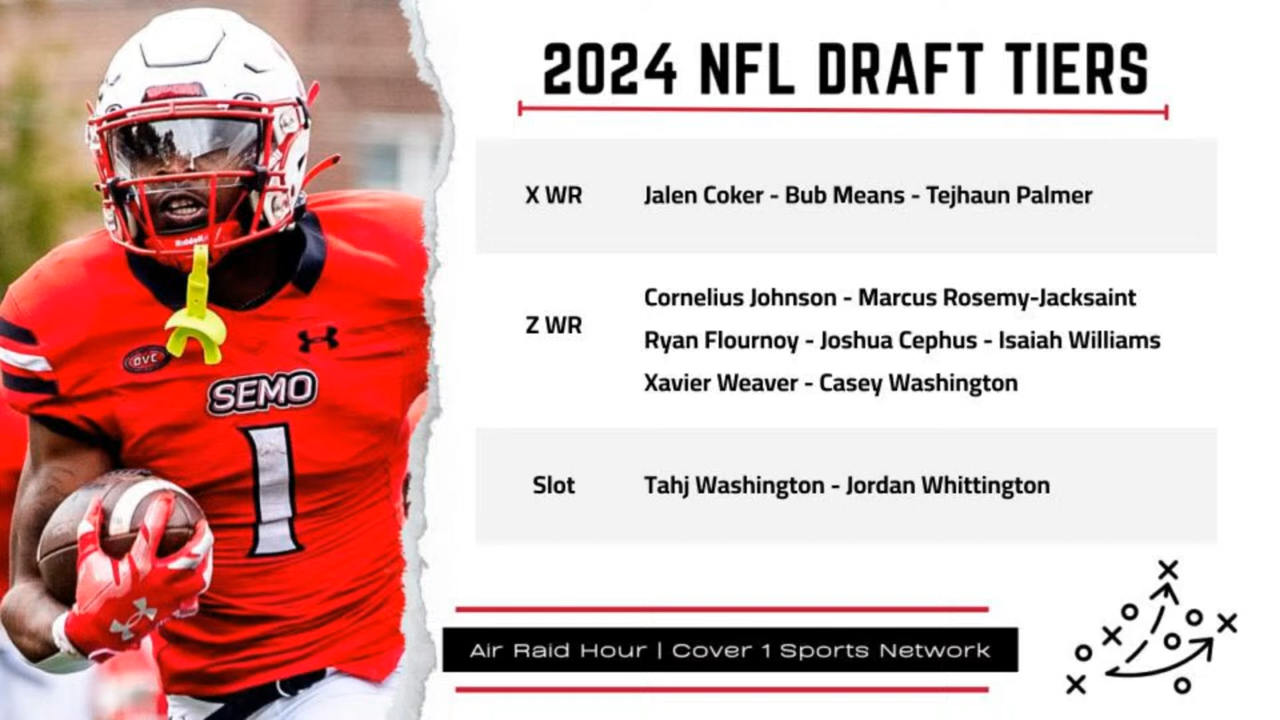 2024 NFL DRAFT TIERS
X WR
Jalen Coker - Bub Means - Tejhaun Palmer
Z WR
Cornelius Johnson - Marcus Rosemy-Jacksaint
Ryan Flournoy - Joshua Cephus - Isaiah Williams
Xavier Weaver - Casey Washington
Slot
Tahj Washington - Jordan Whittington
Air Raid Hour | Cover 1 Sports Network
Riddell
OVC
SEMO
1